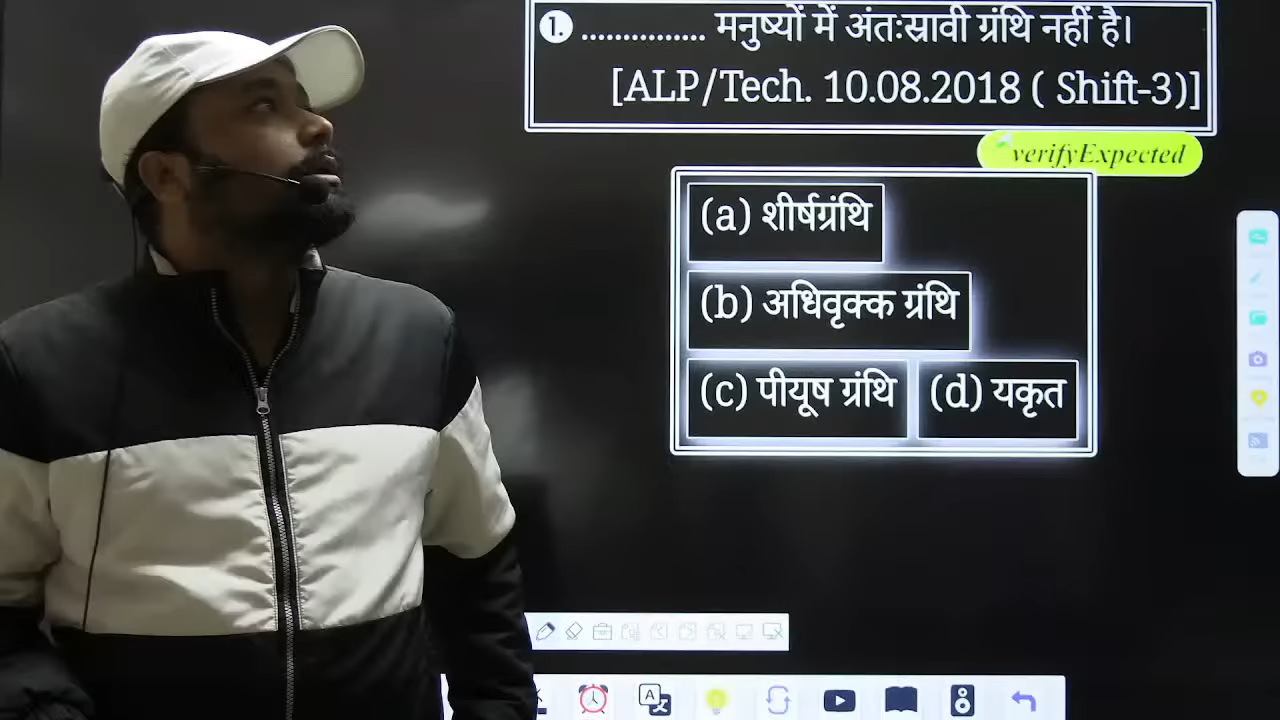 1. ............... मनुष्यों में अंतःस्रावी ग्रंथि नहीं है।
[ALP/Tech. 10.08.2018 ( Shift-3)]
verifyExpected
(a) शीर्षग्रंथि
(b) अधिवृक्क ग्रंथि
(c) पीयूष ग्रंथि (d) यकृत